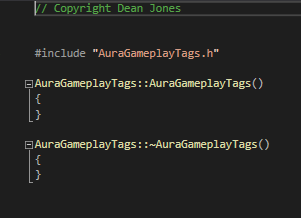 // Copyright Dean Jones
#include "AuraGameplayTags.h"
AuraGameplayTags::AuraGameplayTags()
{
}
AuraGameplayTags::~AuraGameplayTags()
{
}